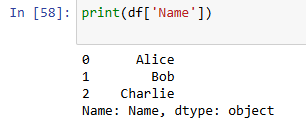 In [58]: print(df['Name'])
0 Alice
1 Bob
2 Charlie
Name: Name, dtype: object